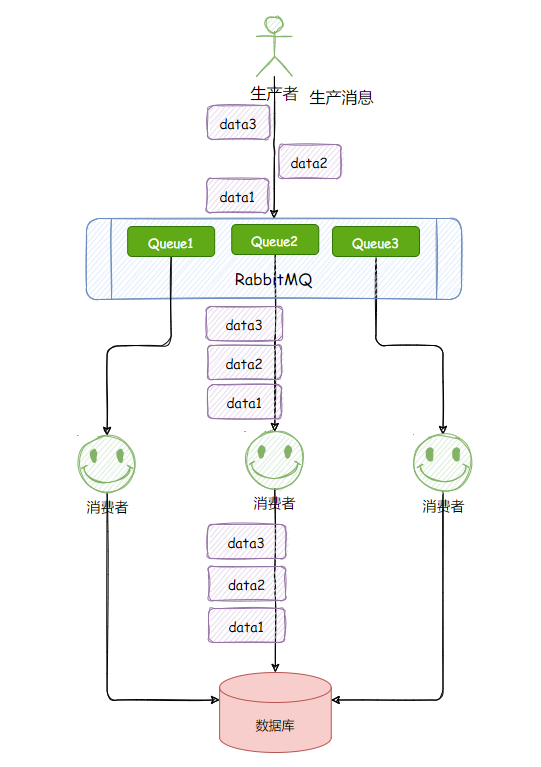 生产者
生产消息
data3
data2
data1
Queue1
Queue2
Queue3
RabbitMQ
data3
data2
data1
消费者
消费者
消费者
data3
data2
data1
数据库